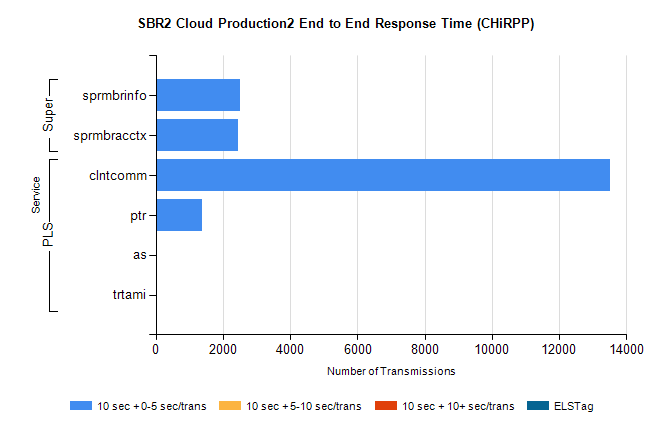 SBR2 Cloud Production2 End to End Response Time (CHiRPP)
Super
sprmbrinfo
sprmbracctx
Service
PLS
clntcomm
ptr
as
trtami
0 2000 4000 6000 8000 10000 12000 14000
Number of Transmissions
10 sec +0-5 sec/trans 10 sec +5-10 sec/trans 10 sec + 10+ sec/trans ELSTag